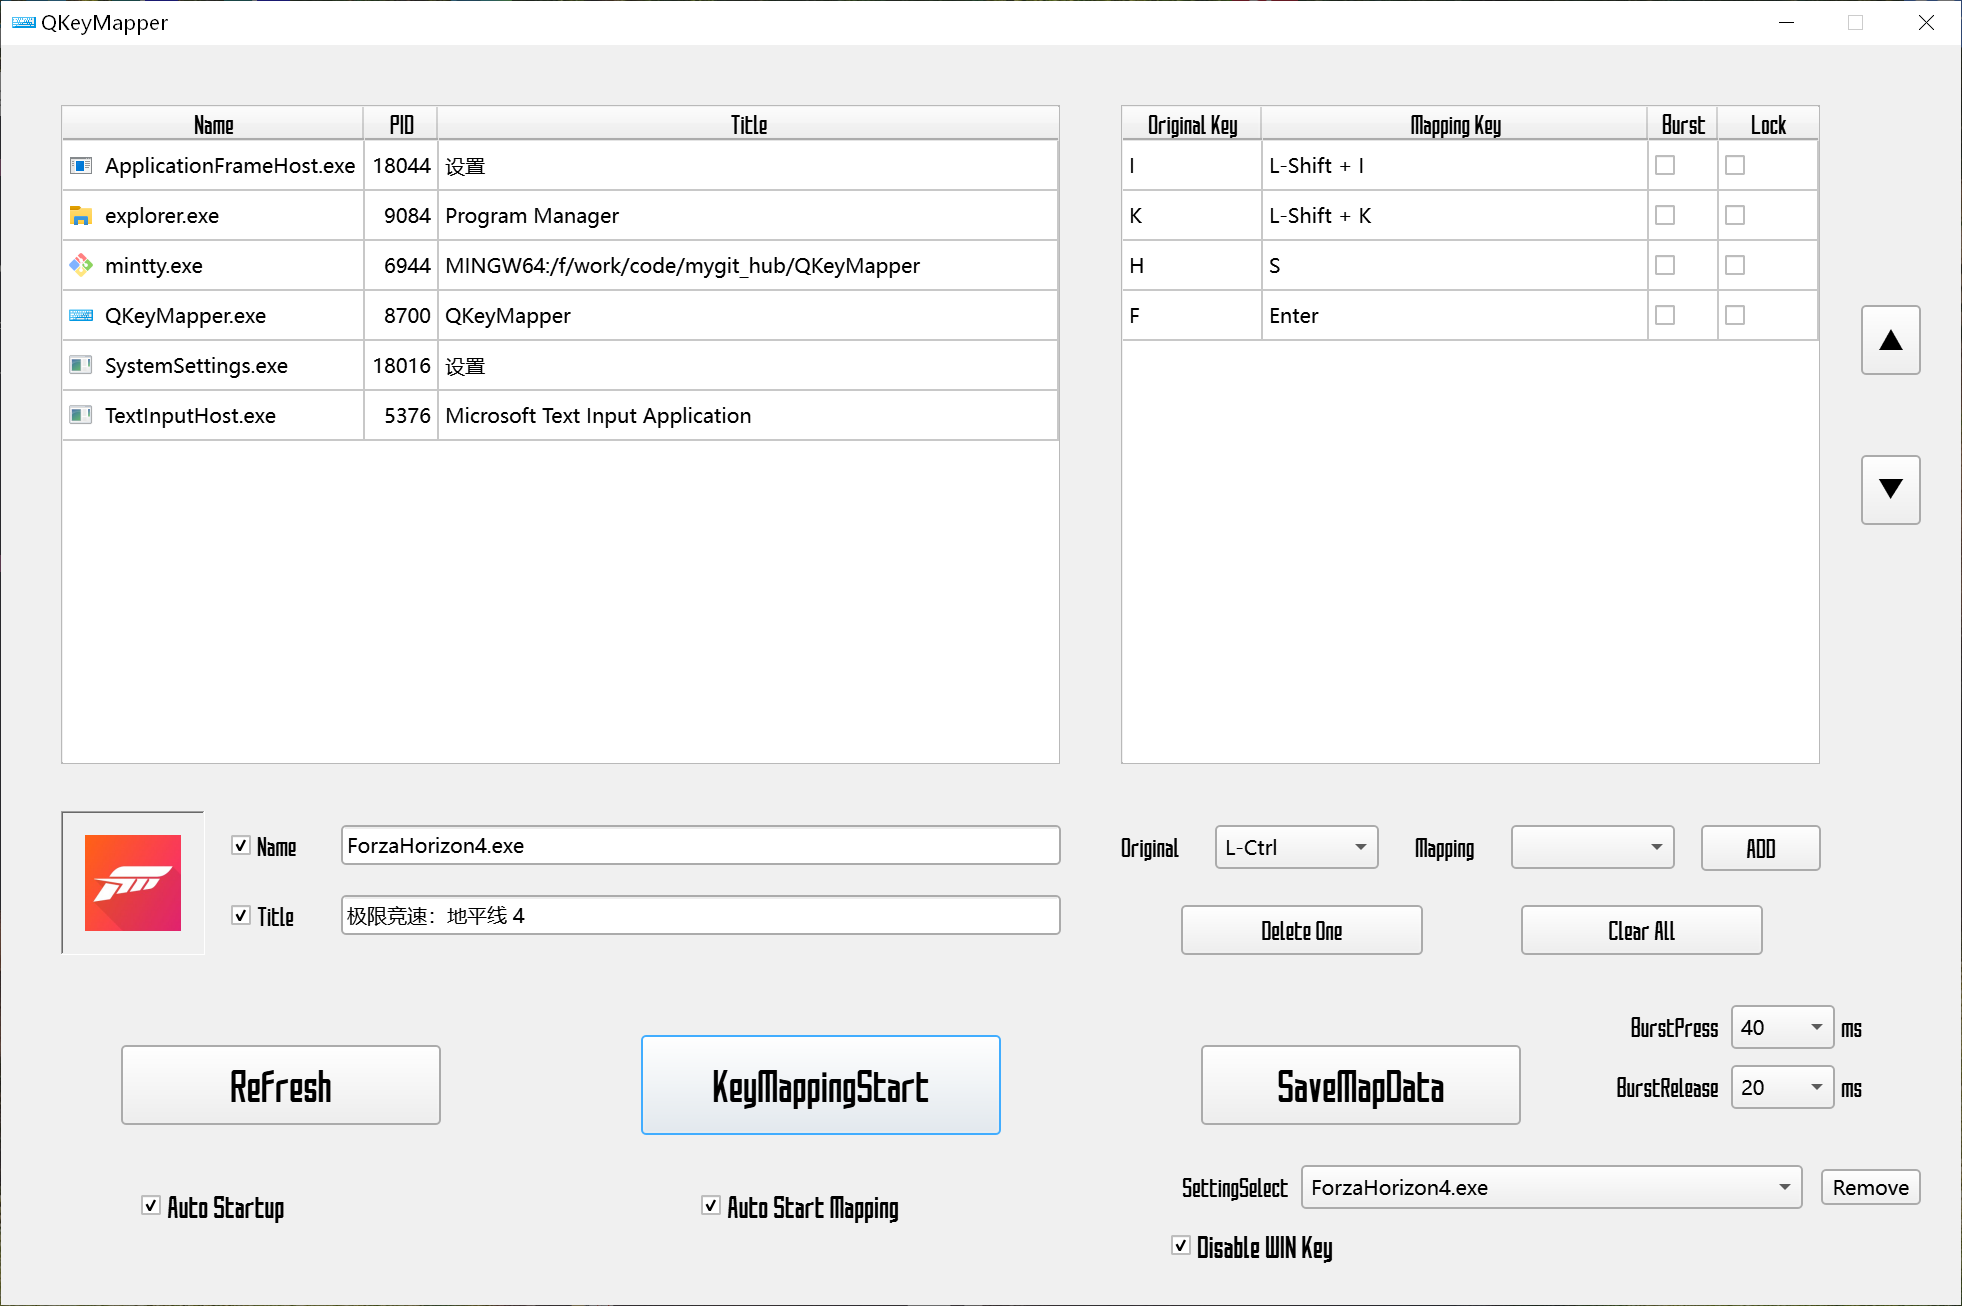 QKeyMapper
Name PID Title
ApplicationFrameHost.exe 18044 设置
explorer.exe 9084 Program Manager
mintty.exe 6944 MINGW64:/f/work/code/mygit_hub/QKeyMapper
QKeyMapper.exe 8700 QKeyMapper
SystemSettings.exe 18016 设置
TextInputHost.exe 5376 Microsoft Text Input Application
Original Key Mapping Key Burst Lock
I L-Shift + I
K L-Shift + K
H S
F Enter
▲
▼
Name ForzaHorizon4.exe
Title 极限竞速：地平线 4
Original L-Ctrl Mapping ADD
Delete One Clear All
BurstPress 40 ms
BurstRelease 20 ms
Refresh KeyMappingStart SaveMapData
SettingSelect ForzaHorizon4.exe Remove
Auto Startup Auto Start Mapping
Disable WIN Key